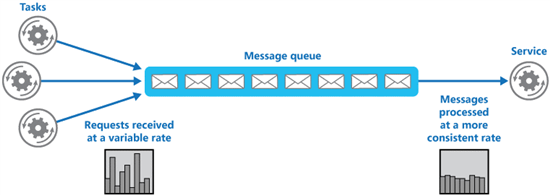 Tasks
Message queue
Service
Requests received
at a variable rate
Messages
processed
at a more
consistent rate